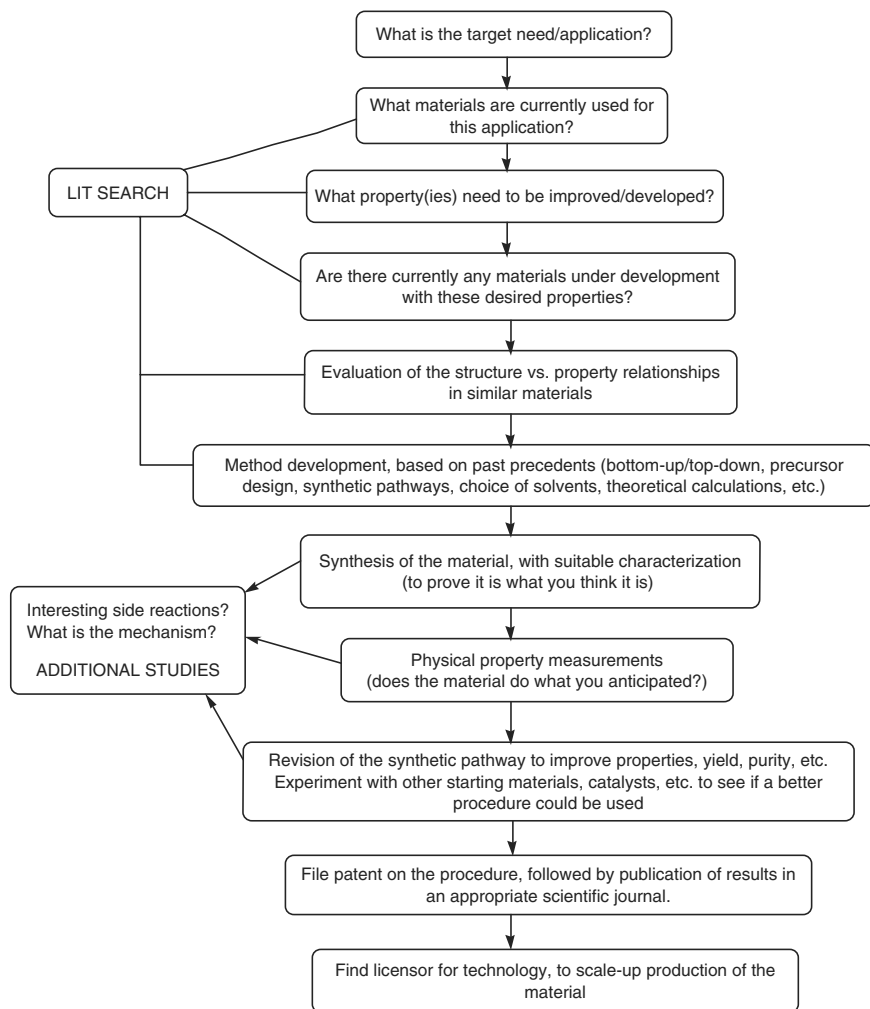 What is the target need/application?
What materials are currently used for
this application?
LIT SEARCH
What property(ies) need to be improved/developed?
Are there currently any materials under development
with these desired properties?
Evaluation of the structure vs. property relationships
in similar materials
Method development, based on past precedents (bottom-up/top-down, precursor
design, synthetic pathways, choice of solvents, theoretical calculations, etc.)
Synthesis of the material, with suitable characterization
(to prove it is what you think it is)
Interesting side reactions?
What is the mechanism?
ADDITIONAL STUDIES
Physical property measurements
(does the material do what you anticipated?)
Revision of the synthetic pathway to improve properties, yield, purity, etc.
Experiment with other starting materials, catalysts, etc. to see if a better
procedure could be used
File patent on the procedure, followed by publication of results in
an appropriate scientific journal.
Find licensor for technology, to scale-up production of the
material